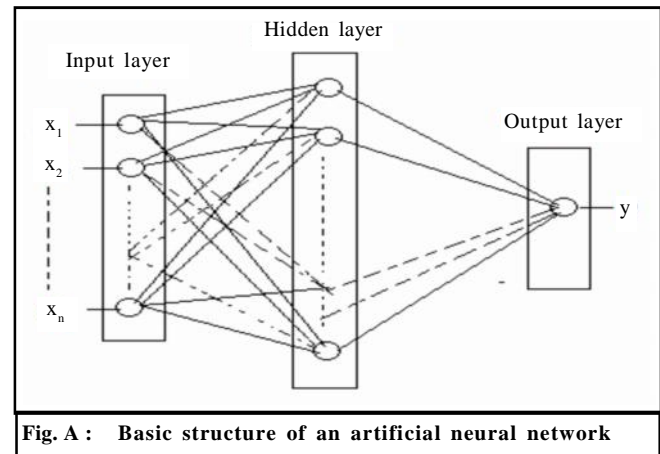 Hidden layer
Input layer
Output layer
x1
x2
y
xn
Fig. A : Basic structure of an artificial neural network